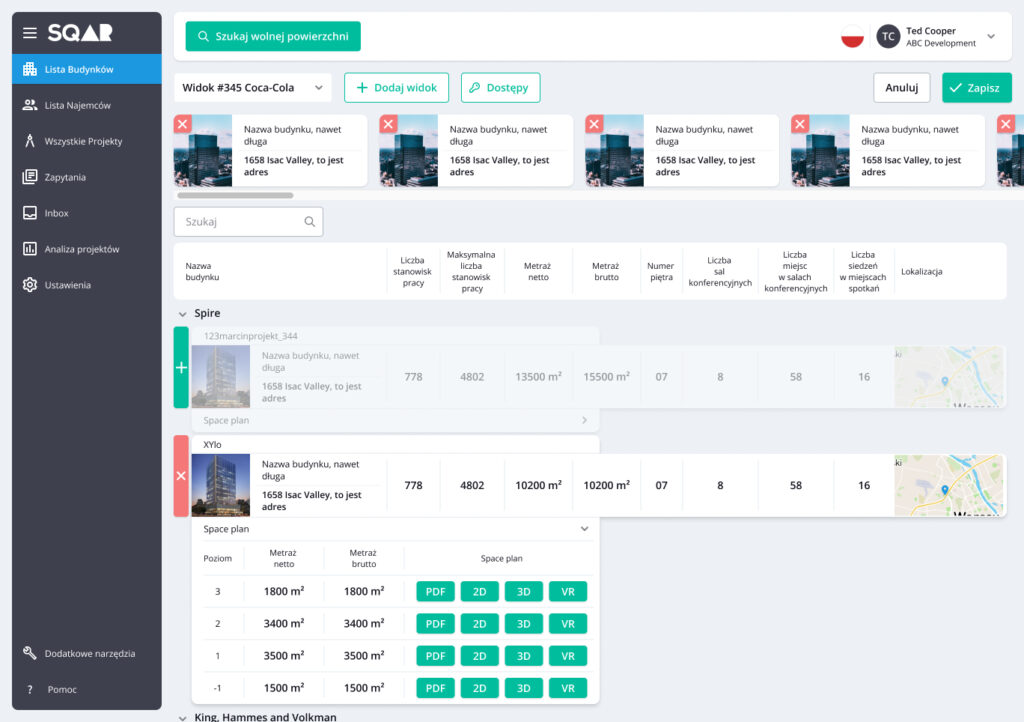 SQAR
Lista Budynków
Lista Najemców
Wszystkie Projekty
Zapytania
Inbox
Analiza projektów
Ustawienia
Dodatkowe narzędzia
? Pomoc
Szukaj wolnej powierzchni
TC
Ted Cooper
ABC Development
Widok #345 Coca-Cola
Dodaj widok
Dostępy
Anuluj
Zapisz
Nazwa budynku, nawet
długa
1658 Isac Valley, to jest
adres
Nazwa budynku, nawet
długa
1658 Isac Valley, to jest
adres
Nazwa budynku, nawet
długa
1658 Isac Valley, to jest
adres
Nazwa budynku, nawet
długa
1658 Isac Valley, to jest
adres
Szukaj
Nazwa
budynku
Liczba
stanowisk
pracy
Maksymalna
liczba
stanowisk
pracy
Metraż
netto
Metraż
brutto
Numer
piętra
Liczba
sal
konferencyjnych
Liczba
miejsc
w salach
konferencyjnych
Liczba
siedzeń
w miejscach
spotkań
Lokalizacja
Spire
123marcinprojekt_344
Nazwa budynku, nawet
długa
1658 Isac Valley, to jest
adres
778
4802
13500 m²
15500 m²
07
8
58
16
ski
Space plan
XYlo
Nazwa budynku, nawet
długa
1658 Isac Valley, to jest
adres
778
4802
10200 m²
10200 m²
07
8
58
16
ski
Space plan
Poziom
Metraż
netto
Metraż
brutto
Space plan
3 1800 m² 1800 m² PDF 2D 3D VR
2 3400 m² 3400 m² PDF 2D 3D VR
1 3500 m² 3500 m² PDF 2D 3D VR
-1 1500 m² 1500 m² PDF 2D 3D VR
King, Hammes and Volkman